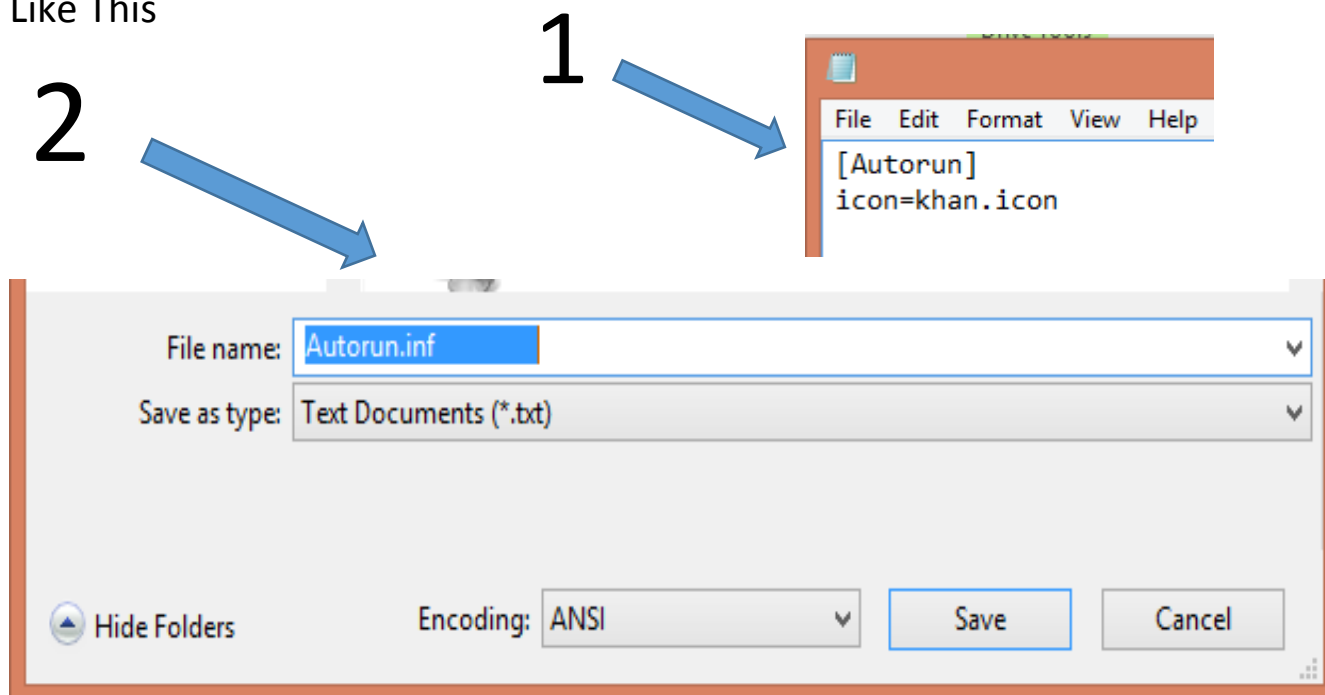 Like This
1
2
File Edit Format View Help
[Autorun]
icon=khan.icon
File name: Autorun.inf
Save as type: Text Documents (*.txt)
Hide Folders Encoding: ANSI Save Cancel